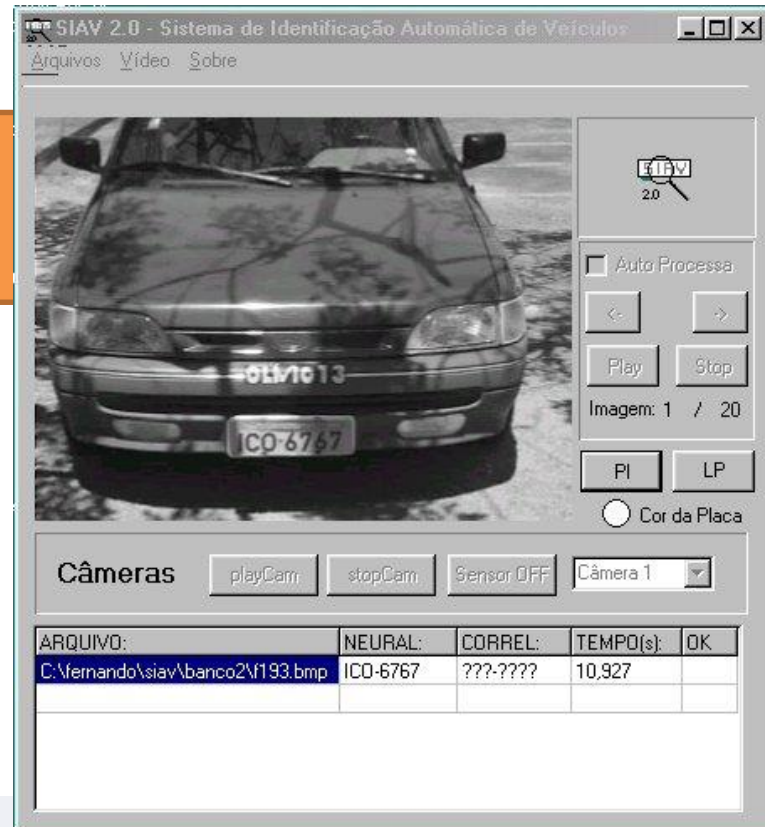 SIAV 2.0 - Sistema de Identificação Automática de Veículos
Arquivos Vídeo Sobre
SIAV
2.0
Auto Processa
<- ->
Play Stop
Imagem: 1 / 20
ICO-6767
PI LP
Cor da Placa
Câmeras playCam stopCam Sensor OFF Câmera 1
ARQUIVO: NEURAL: CORREL: TEMPO(s): OK
C:\fernando\siav\banco2\f193.bmp ICO-6767 ???-???? 10,927